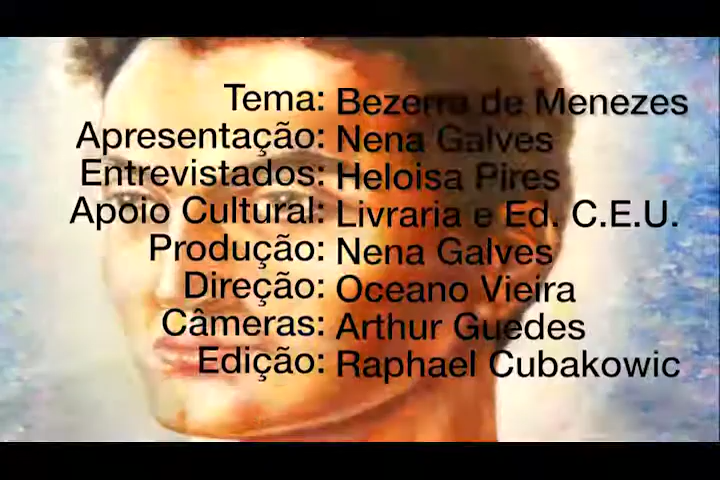 Tema: Bezerra de Menezes
Apresentação: Nena Galves
Entrevistados: Heloisa Pires
Apoio Cultural: Livraria e Ed. C.E.U.
Produção: Nena Galves
Direção: Oceano Vieira
Câmeras: Arthur Guedes
Edição: Raphael Cubakowic